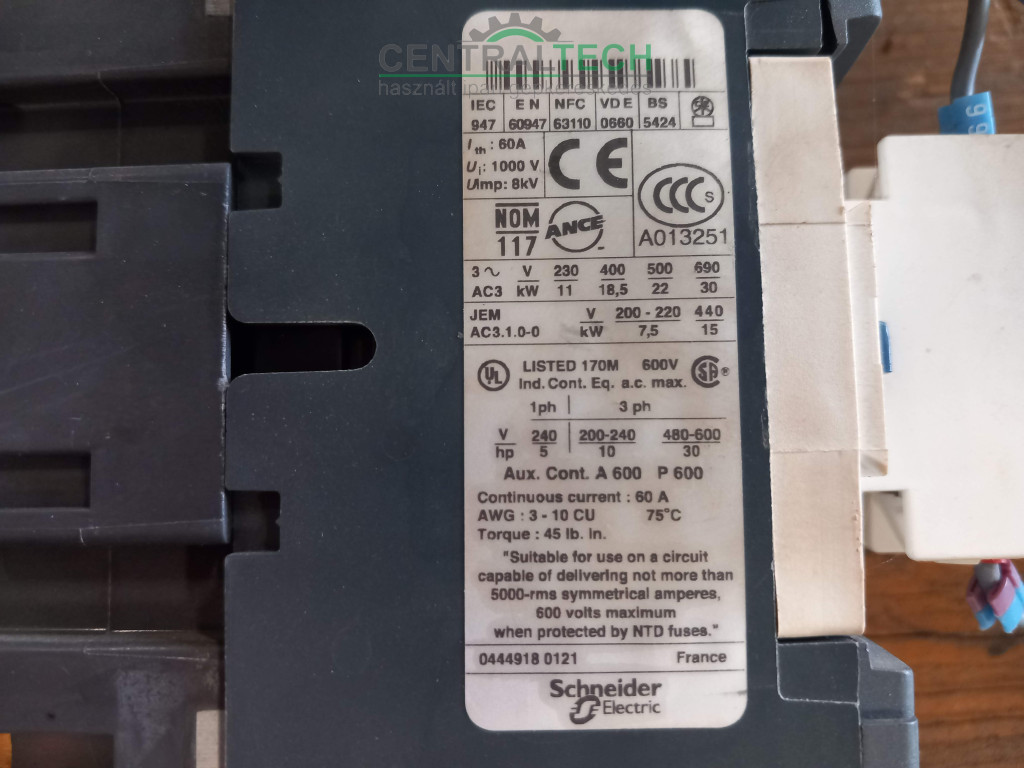 CENTRALTECH
használt ipari gépkereskedés
IEC EN NFC VDE BS
947 60947 63110 0660 5424
Ith : 60A
Ui : 1000 V
Uimp: 8kV
CE
CCC S
A013251
NOM
117
ANCE
3 ~ V 230 400 500 690
AC3 kW 11 18,5 22 30
JEM V 200 - 220 440
AC3.1.0-0 kW 7,5 15
UL LISTED 170M 600V SA ®
Ind. Cont. Eq. a.c. max.
1ph 3 ph
V 240 200-240 480-600
hp 5 10 30
Aux. Cont. A 600 P 600
Continuous current : 60 A
AWG : 3 - 10 CU 75°C
Torque : 45 lb. in.
"Suitable for use on a circuit
capable of delivering not more than
5000-rms symmetrical amperes,
600 volts maximum
when protected by NTD fuses."
0444918 0121 France
Schneider
Electric